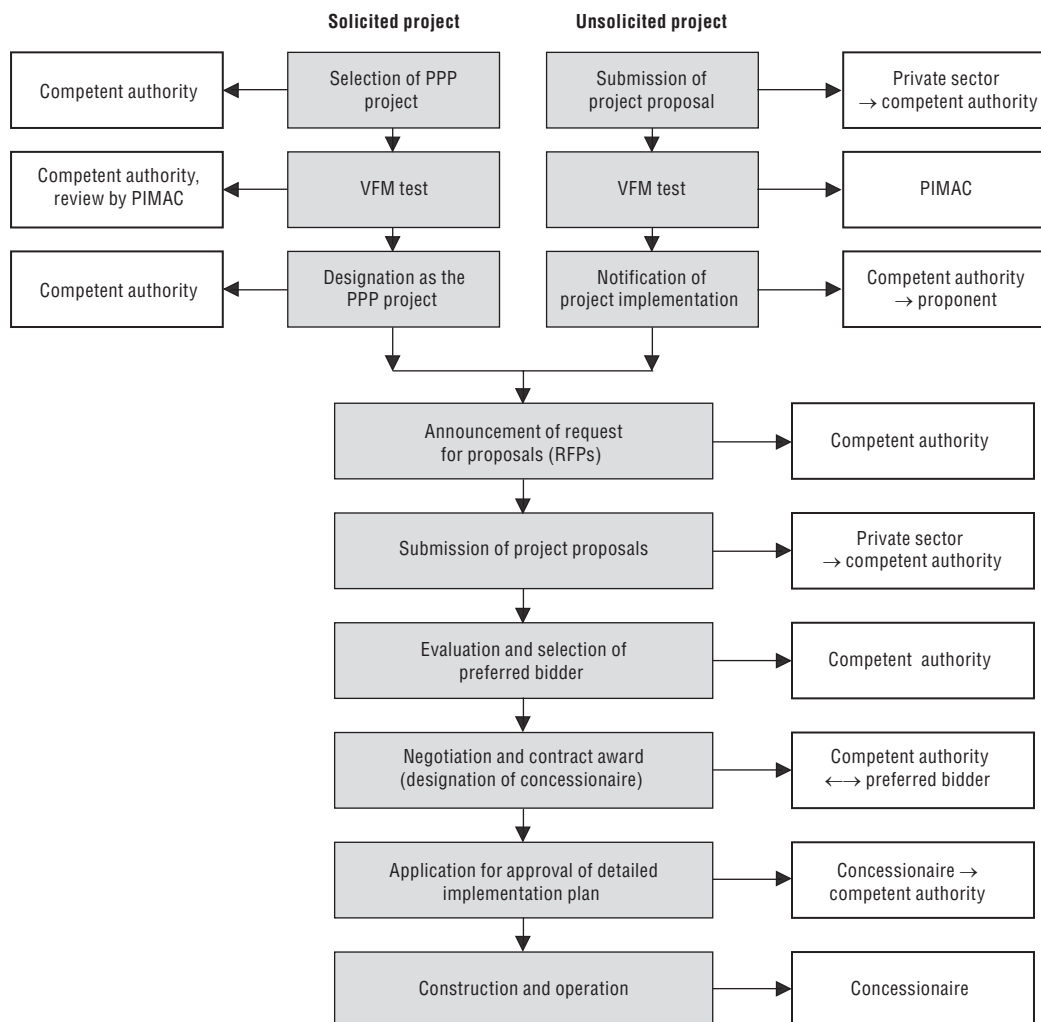 Solicited project
Unsolicited project
Competent authority
Selection of PPP
project
Submission of
project proposal
Private sector
→ competent authority
Competent authority,
review by PIMAC
VFM test
VFM test
PIMAC
Competent authority
Designation as the
PPP project
Notification of
project implementation
Competent authority
→ proponent
Announcement of request
for proposals (RFPs)
Competent authority
Submission of project proposals
Private sector
→ competent authority
Evaluation and selection of
preferred bidder
Competent authority
Negotiation and contract award
(designation of concessionaire)
Competent authority
←→ preferred bidder
Application for approval of detailed
implementation plan
Concessionaire →
competent authority
Construction and operation
Concessionaire